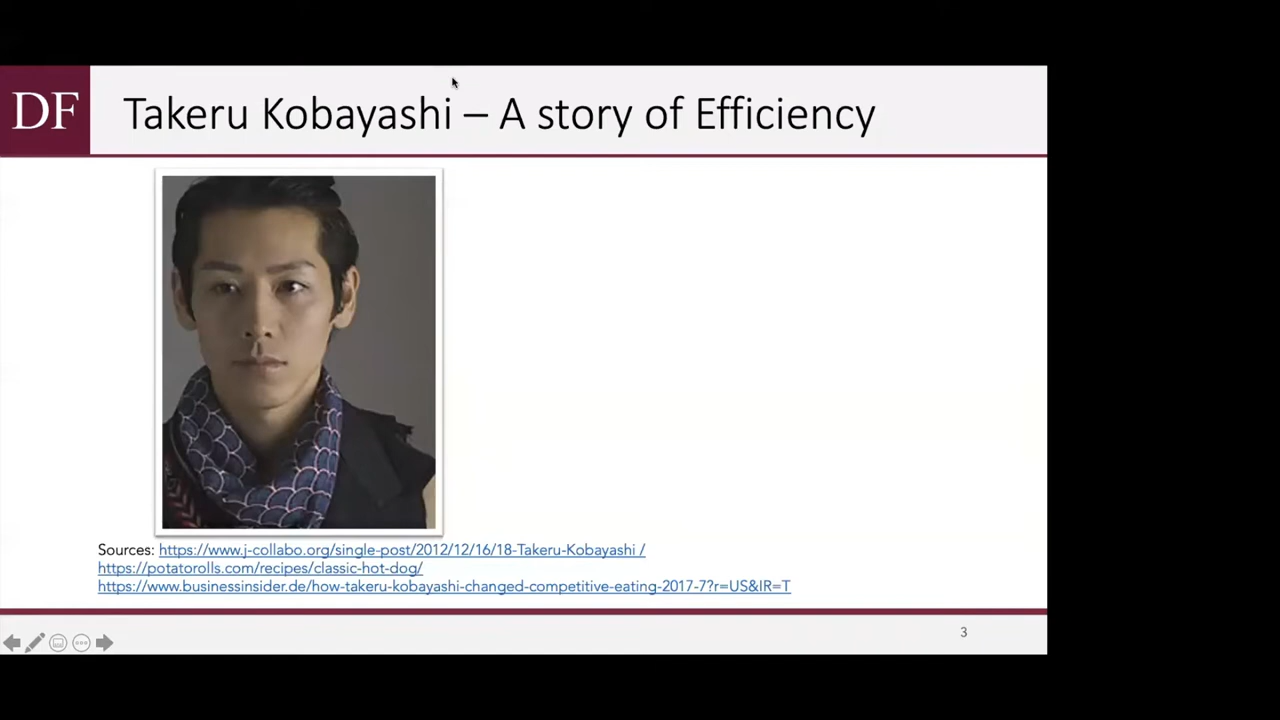 DF
Takeru Kobayashi – A story of Efficiency
Sources: https://www.j-collabo.org/single-post/2012/12/16/18-Takeru-Kobayashi /
https://potatorolls.com/recipes/classic-hot-dog/
https://www.businessinsider.de/how-takeru-kobayashi-changed-competitive-eating-2017-7?r=US&IR=T
3